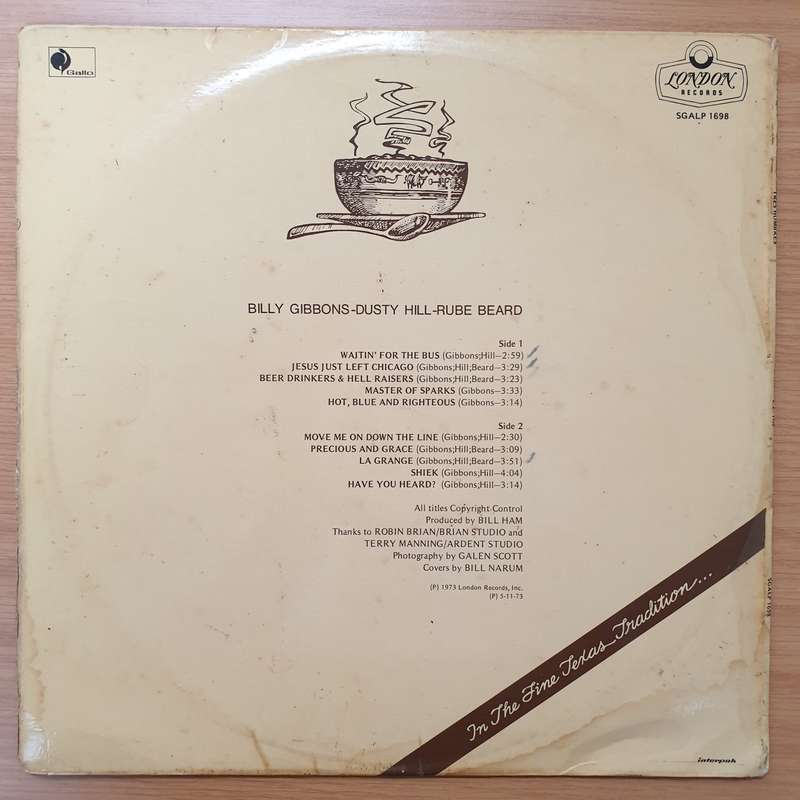 Gallo
LONDON
RECORDS
SGALP 1698
BILLY GIBBONS-DUSTY HILL-RUBE BEARD
Side 1
WAITIN' FOR THE BUS (Gibbons;Hill—2:59)
JESUS JUST LEFT CHICAGO (Gibbons;Hill;Beard—3:29)
BEER DRINKERS & HELL RAISERS (Gibbons;Hill;Beard—3:23)
MASTER OF SPARKS (Gibbons—3:33)
HOT, BLUE AND RIGHTEOUS (Gibbons—3:14)
Side 2
MOVE ME ON DOWN THE LINE (Gibbons;Hill—2:30)
PRECIOUS AND GRACE (Gibbons;Hill;Beard—3:09)
LA GRANGE (Gibbons;Hill;Beard—3:51)
SHIEK (Gibbons;Hill—4:04)
HAVE YOU HEARD? (Gibbons;Hill—3:14)
All titles Copyright Control
Produced by BILL HAM
Thanks to ROBIN BRIAN/BRIAN STUDIO and
TERRY MANNING/ARDENT STUDIO
Photography by GALEN SCOTT
Covers by BILL NARUM
(P) 1973 London Records, Inc.
(P) 5-11-73
In The Fine Texas Tradition...
SGALP 1698
interpak